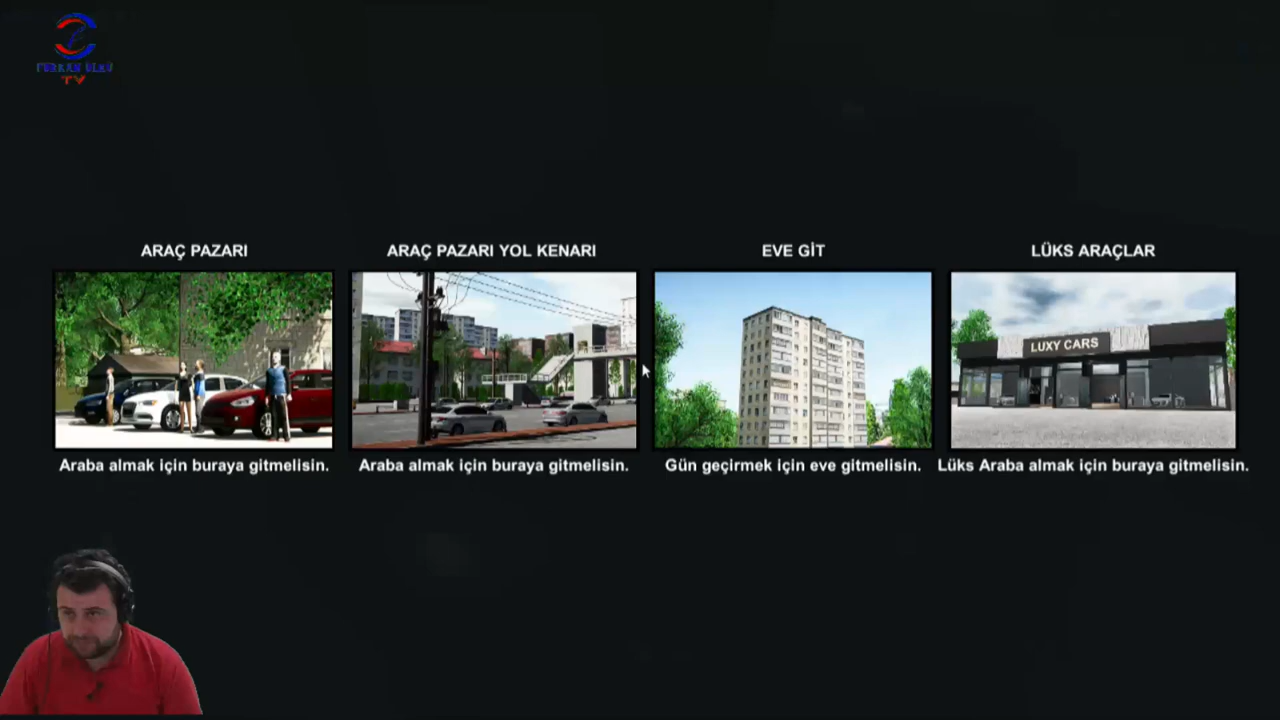 TV
ARAÇ PAZARI
ARAÇ PAZARI YOL KENARI
EVE GİT
LÜKS ARAÇLAR
LUXY CARS
Araba almak için buraya gitmelisin.
Araba almak için buraya gitmelisin.
Gün geçirmek için eve gitmelisin.
Lüks Araba almak için buraya gitmelisin.